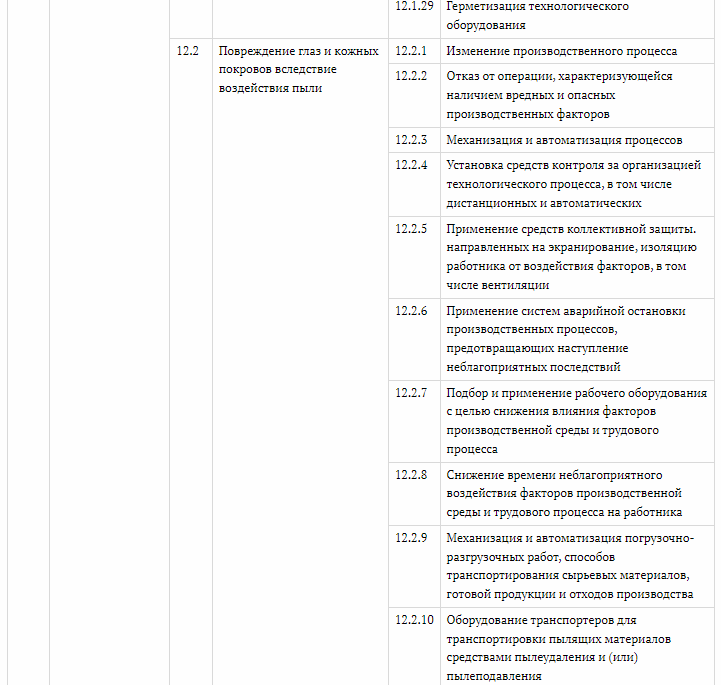 12.1.29 Герметизация технологического
оборудования
12.2 Повреждение глаз и кожных
покровов вследствие
воздействия пыли
12.2.1 Изменение производственного процесса
12.2.2 Отказ от операции, характеризующейся
наличием вредных и опасных
производственных факторов
12.2.3 Механизация и автоматизация процессов
12.2.4 Установка средств контроля за организацией
технологического процесса, в том числе
дистанционных и автоматических
12.2.5 Применение средств коллективной защиты.
направленных на экранирование, изоляцию
работника от воздействия факторов, в том
числе вентиляции
12.2.6 Применение систем аварийной остановки
производственных процессов,
предотвращающих наступление
неблагоприятных последствий
12.2.7 Подбор и применение рабочего оборудования
с целью снижения влияния факторов
производственной среды и трудового
процесса
12.2.8 Снижение времени неблагоприятного
воздействия факторов производственной
среды и трудового процесса на работника
12.2.9 Механизация и автоматизация погрузочно-
разгрузочных работ, способов
транспортирования сырьевых материалов,
готовой продукции и отходов производства
12.2.10 Оборудование транспортеров для
транспортировки пылящих материалов
средствами пылеудаления и (или)
пылеподавления